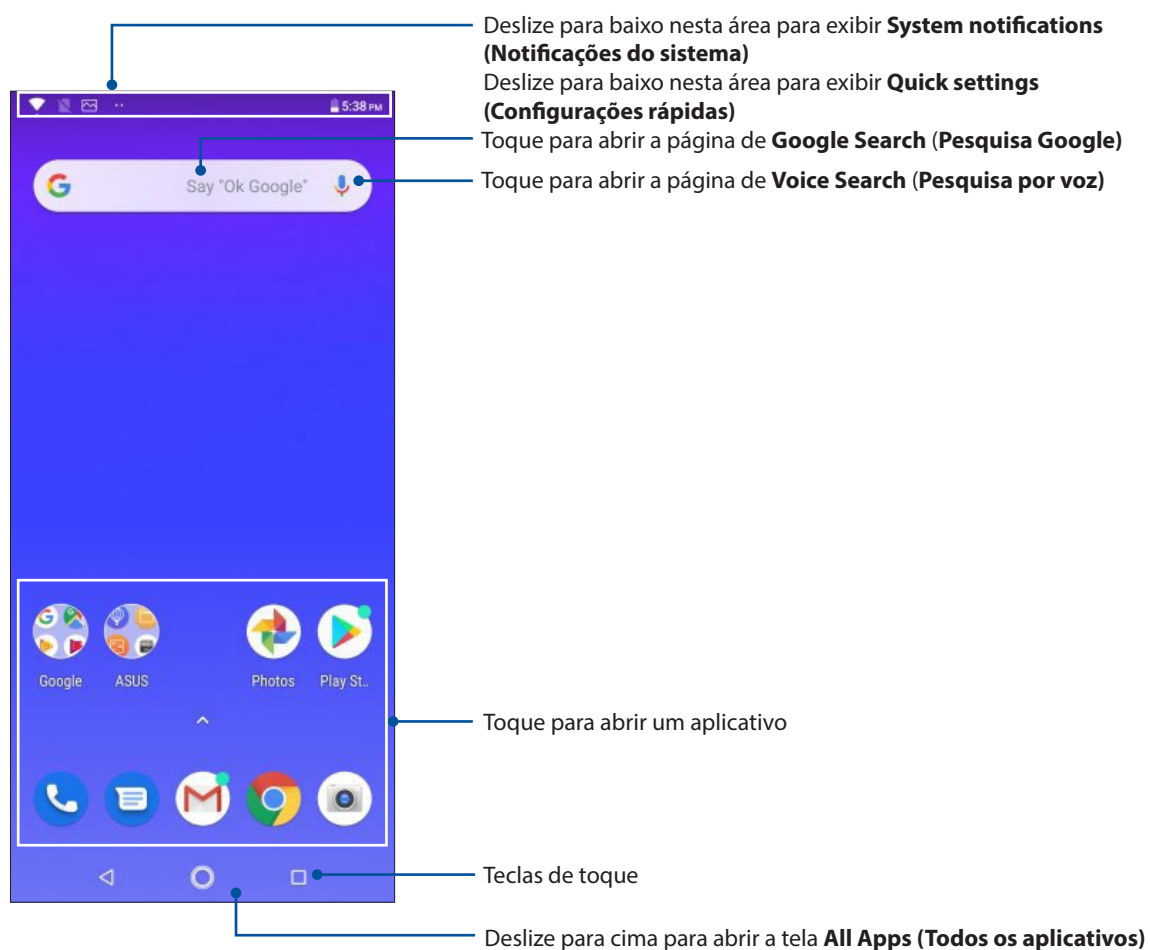 Deslize para baixo nesta área para exibir System notifications
(Notificações do sistema)
Deslize para baixo nesta área para exibir Quick settings
(Configurações rápidas)
5:38 PM
Toque para abrir a página de Google Search (Pesquisa Google)
Say "Ok Google"
Toque para abrir a página de Voice Search (Pesquisa por voz)
Google ASUS Photos Play St..
Toque para abrir um aplicativo
Teclas de toque
Deslize para cima para abrir a tela All Apps (Todos os aplicativos)